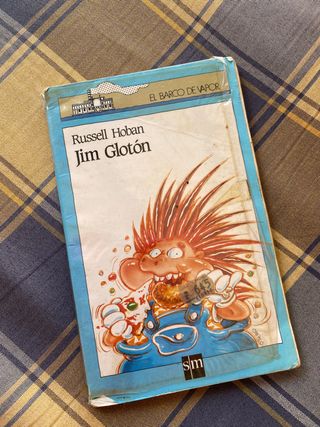 EL BARCO DE VAPOR
Russell Hoban
Jim Glotón
sm